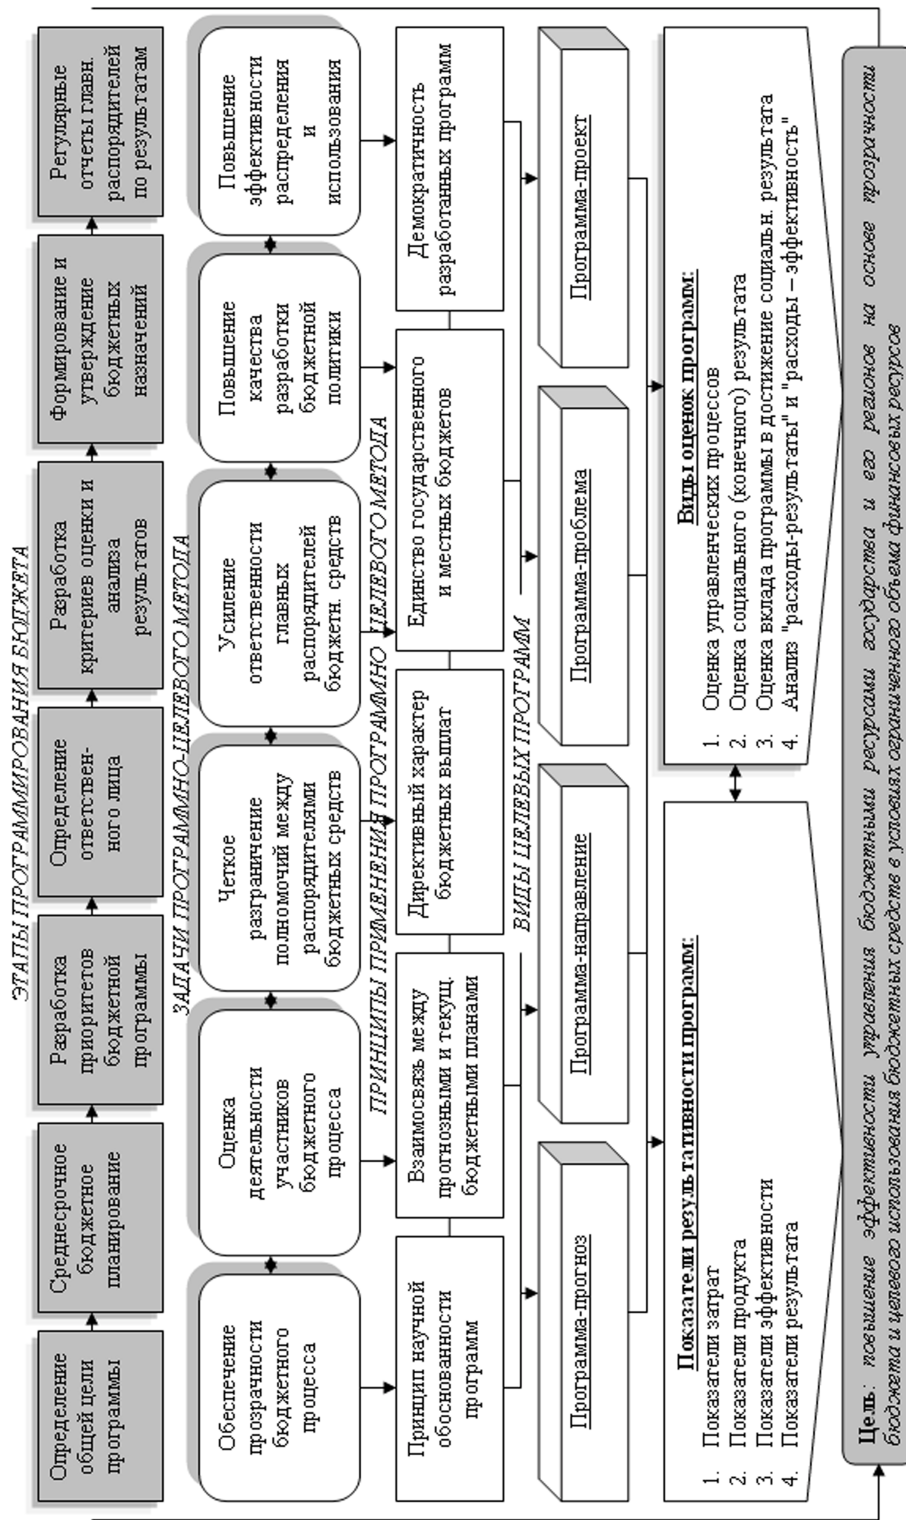 ЭТАПЫ ПРОГРАММИРОВАНИЯ БЮДЖЕТА
Определение
общей цели
программы
Среднесрочное
бюджетное
планирование
Разработка
приоритетов
бюджетной
программы
Определение
ответствен-
ного лица
Разработка
критериев оценки и
анализа
результатов
Формирование и
утверждение
бюджетных
назначений
Регулярные
отчеты главн.
распорядителей
по результатам
ЗАДАЧИ ПРОГРАММНО-ЦЕЛЕВОГО МЕТОДА
Обеспечение
прозрачности
бюджетного
процесса
Оценка
деятельности
участников
бюджетного
процесса
Четкое
разграничение
полномочий между
распорядителями
бюджетных средств
Усиление
ответственности
главных
распорядителей
бюджетн. средств
Повышение
качества
разработки
бюджетной
политики
Повышение
эффективности
распределения
и
использования
ПРИНЦИПЫ ПРИМЕНЕНИЯ ПРОГРАММНО ЦЕЛЕВОГО МЕТОДА
Принцип научной
обоснованности
программ
Взаимосвязь между
прогнозными и текущ.
бюджетными планами
Директивный характер
бюджетных выплат
Единство государственного
и местных бюджетов
Демократичность
разработанных программ
ВИДЫ ЦЕЛЕВЫХ ПРОГРАММ
Программа-прогноз
Программа-направление
Программа-проблема
Программа-проект
Показатели результативности программ:
1. Показатели затрат
2. Показатели продукта
3. Показатели эффективности
4. Показатели результата
Виды оценок программ:
1. Оценка управленческих процессов
2. Оценка социального (конечного) результата
3. Оценка вклада программы в достижение социальн. результата
4. Анализ "расходы-результаты" и "расходы – эффективность"
Цель: повышение эффективности управления бюджетными ресурсами государства и его регионов на основе прозрачности
бюджета и целевого использования бюджетных средств в условиях ограниченного объема финансовых ресурсов